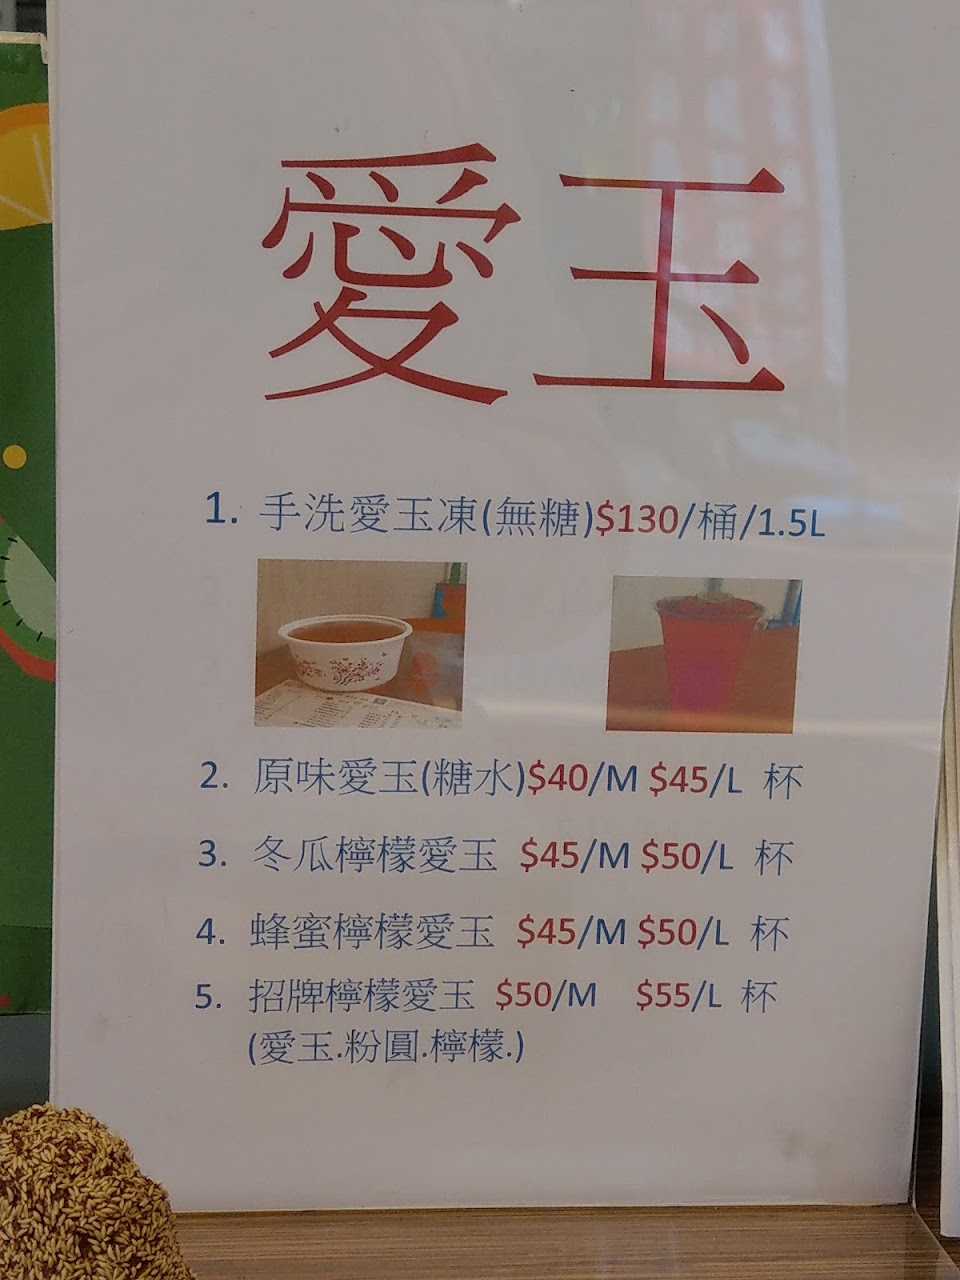 愛玉
1. 手洗愛玉凍(無糖)$130/桶/1.5L
2. 原味愛玉(糖水)$40/M $45/L 杯
3. 冬瓜檸檬愛玉 $45/M $50/L 杯
4. 蜂蜜檸檬愛玉 $45/M $50/L 杯
5. 招牌檸檬愛玉 $50/M $55/L 杯
(愛玉.粉圓.檸檬.)